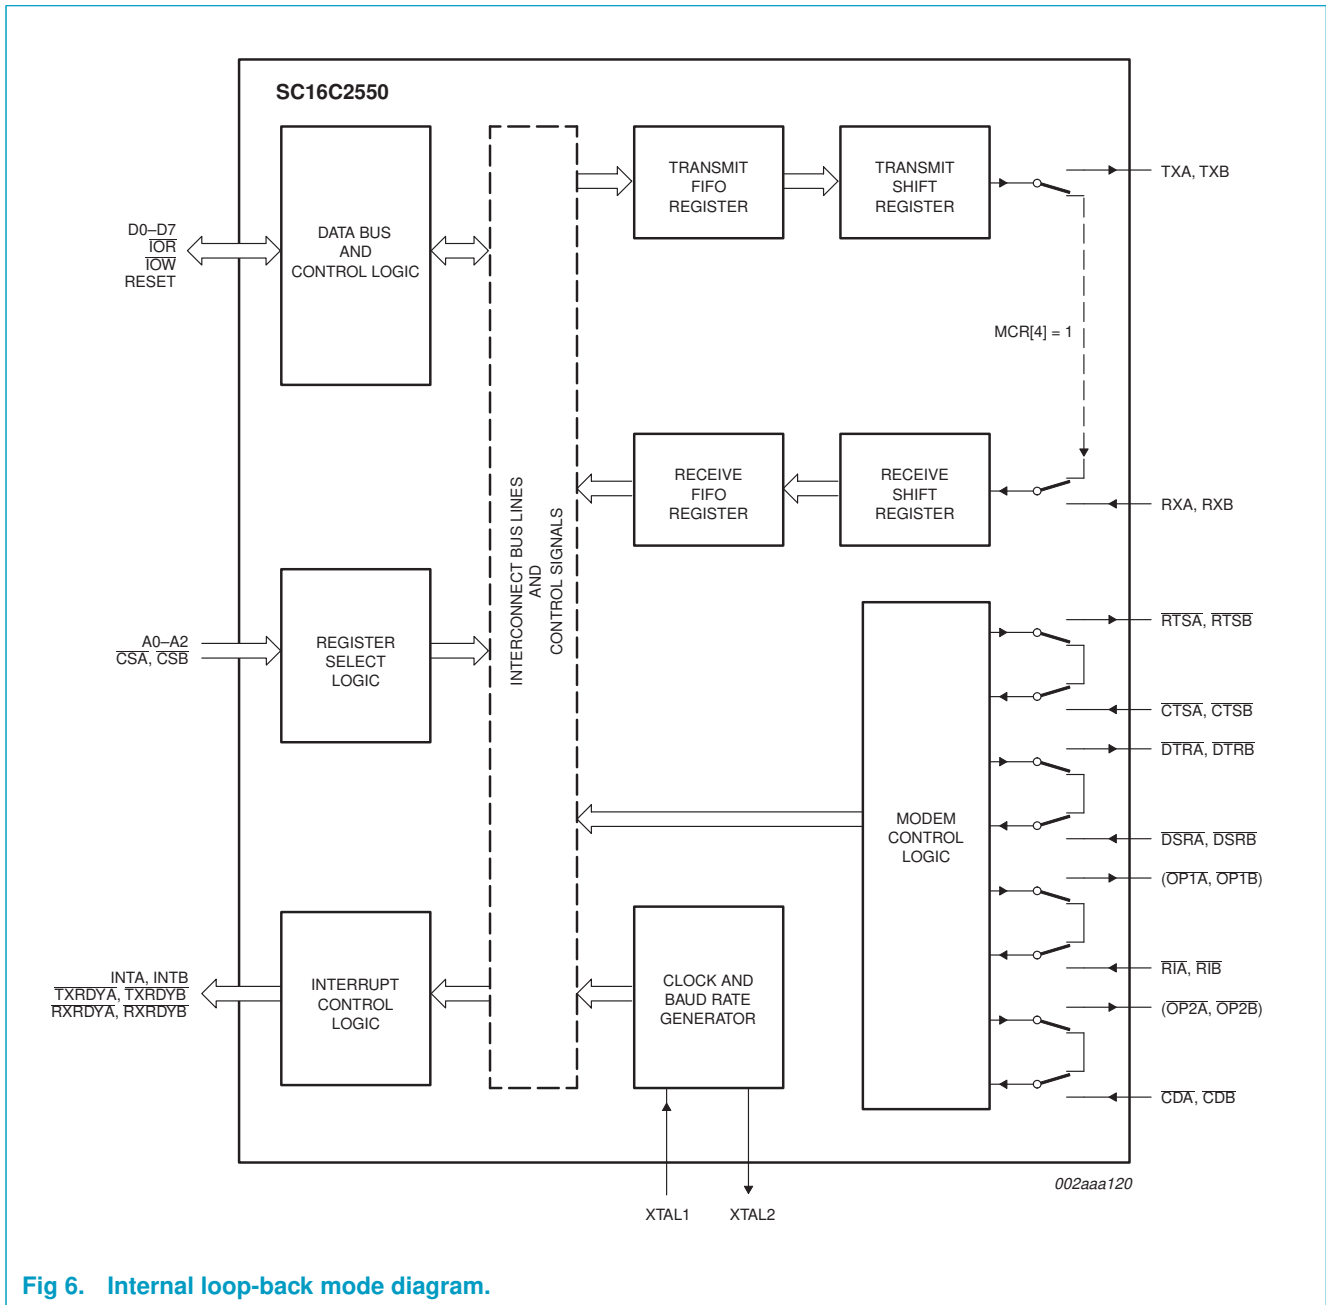 SC16C2550
D0–D7
IOR
IOW
RESET
DATA BUS
AND
CONTROL LOGIC
A0–A2
CSA, CSB
REGISTER
SELECT
LOGIC
INTA, INTB
TXRDYA, TXRDYB
RXRDYA, RXRDYB
INTERRUPT
CONTROL
LOGIC
INTERCONNECT BUS LINES
AND
CONTROL SIGNALS
TRANSMIT
FIFO
REGISTER
TRANSMIT
SHIFT
REGISTER
TXA, TXB
MCR[4] = 1
RECEIVE
FIFO
REGISTER
RECEIVE
SHIFT
REGISTER
RXA, RXB
MODEM
CONTROL
LOGIC
RTSA, RTSB
CTSA, CTSB
DTRA, DTRB
DSRA, DSRB
(OP1A, OP1B)
RIA, RIB
(OP2A, OP2B)
CDA, CDB
CLOCK AND
BAUD RATE
GENERATOR
XTAL1
XTAL2
002aaa120
Fig 6. Internal loop-back mode diagram.